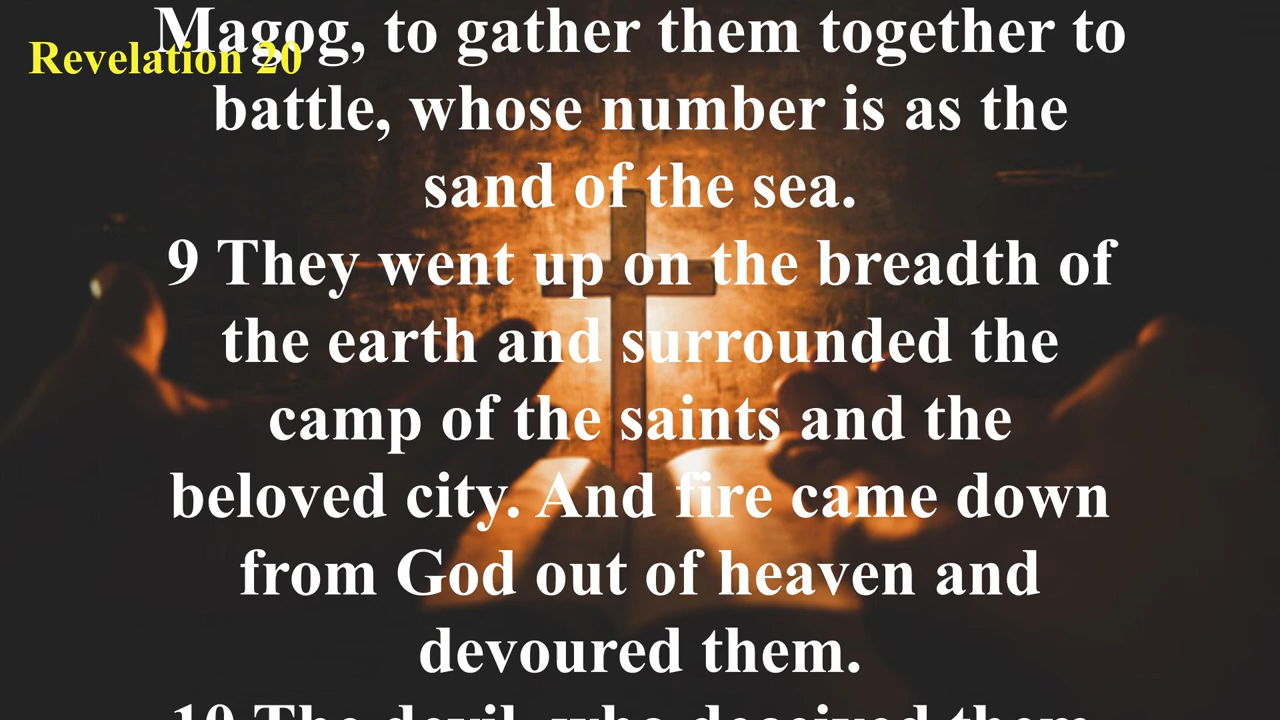 Revelation 20
Magog, to gather them together to
battle, whose number is as the
sand of the sea.
9 They went up on the breadth of
the earth and surrounded the
camp of the saints and the
beloved city. And fire came down
from God out of heaven and
devoured them.
10 The devil, who deceived them,